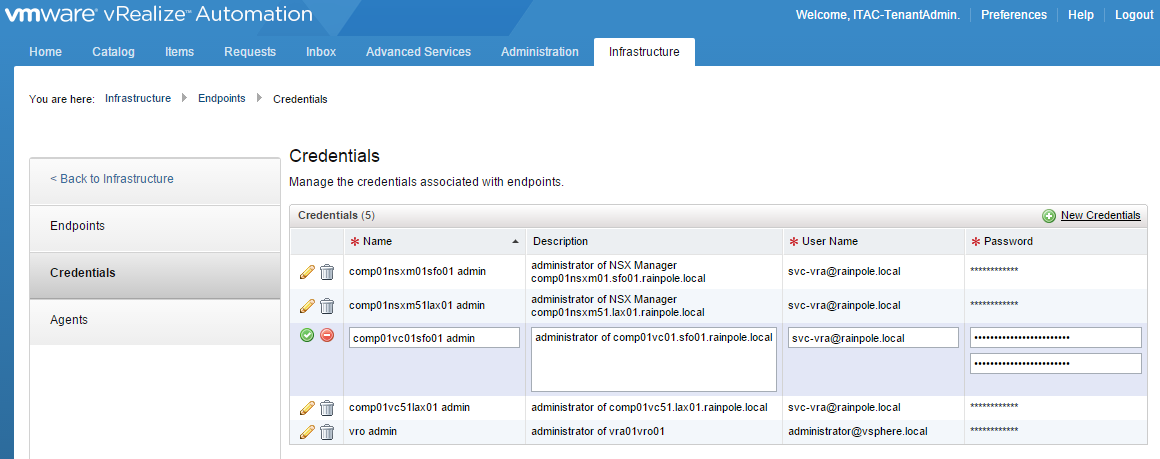 vmware vRealize™ Automation
Welcome, ITAC-TenantAdmin. Preferences Help Logout
Home Catalog Items Requests Inbox Advanced Services Administration Infrastructure
You are here: Infrastructure Endpoints Credentials
< Back to Infrastructure
Endpoints
Credentials
Agents
Credentials
Manage the credentials associated with endpoints.
Credentials (5) New Credentials
* Name Description * User Name * Password
comp01nsxm01sfo01 admin administrator of NSX Manager svc-vra@rainpole.local ************
comp01nsxm01.sfo01.rainpole.local
comp01nsxm51lax01 admin administrator of NSX Manager svc-vra@rainpole.local ************
comp01nsxm51.lax01.rainpole.local
comp01vc01sfo01 admin administrator of comp01vc01.sfo01.rainpole.local svc-vra@rainpole.local ••••••••••••••••••••••••
••••••••••••••••••••••••
comp01vc51lax01 admin administrator of comp01vc51.lax01.rainpole.local svc-vra@rainpole.local ************
vro admin administrator of vra01vro01 administrator@vsphere.local ************